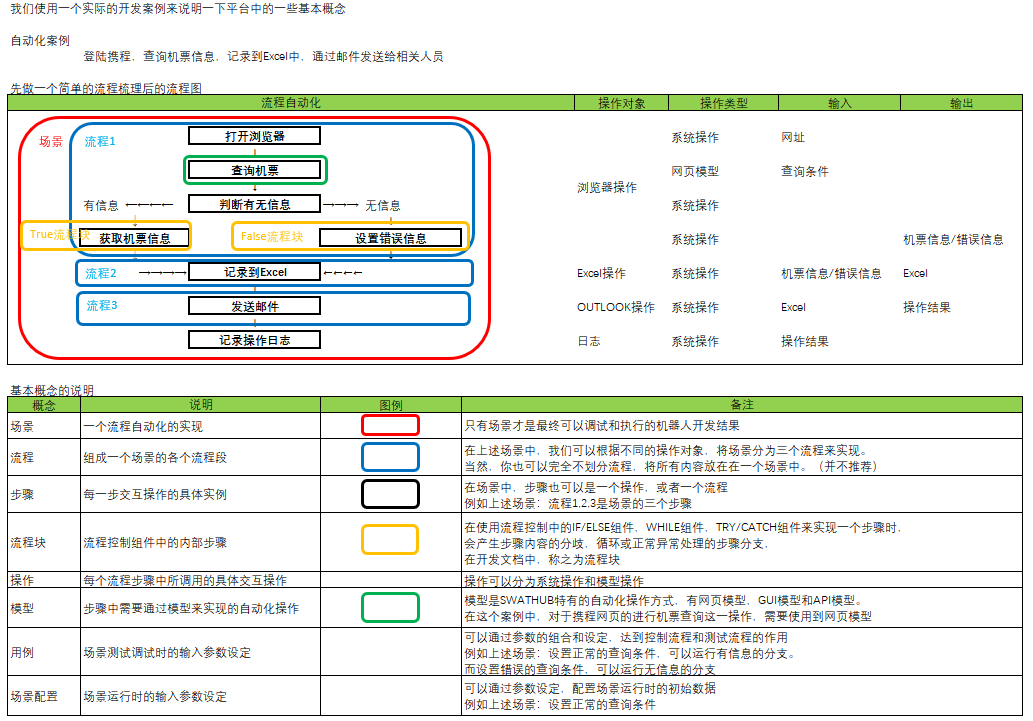 我们使用一个实际的开发案例来说明一下平台中的一些基本概念
自动化案例
登陆携程，查询机票信息，记录到Excel中，通过邮件发送给相关人员
先做一个简单的流程梳理后的流程图
流程自动化 操作对象 操作类型 输入 输出
场景 流程1 打开浏览器 系统操作 网址
查询机票 网页模型 查询条件
浏览器操作
有信息 ←←←← 判断有无信息 →→→ 无信息 系统操作
True流程块 获取机票信息 False流程块 设置错误信息 系统操作 机票信息/错误信息
流程2 →→→→ 记录到Excel ←←←← Excel操作 系统操作 机票信息/错误信息 Excel
流程3 发送邮件 OUTLOOK操作 系统操作 Excel 操作结果
记录操作日志 日志 系统操作 操作结果
基本概念的说明
概念 说明 图例 备注
场景 一个流程自动化的实现 只有场景才是最终可以调试和执行的机器人开发结果
流程 组成一个场景的各个流程段 在上述场景中，我们可以根据不同的操作对象，将场景分为三个流程来实现。
当然，你也可以完全不划分流程，将所有内容放在在一个场景中。（并不推荐）
步骤 每一步交互操作的具体实例 在场景中，步骤也可以是一个操作，或者一个流程
例如上述场景：流程1,2,3是场景的三个步骤
流程块 流程控制组件中的内部步骤 在使用流程控制中的IF/ELSE组件，WHILE组件，TRY/CATCH组件来实现一个步骤时，
会产生步骤内容的分歧，循环或正常异常处理的步骤分支，
在开发文档中，称之为流程块
操作 每个流程步骤中所调用的具体交互操作 操作可以分为系统操作和模型操作
模型 步骤中需要通过模型来实现的自动化操作 模型是SWATHUB特有的自动化操作方式，有网页模型，GUI模型和API模型。
在这个案例中，对于携程网页的进行机票查询这一操作，需要使用到网页模型
用例 场景测试调试时的输入参数设定 可以通过参数的组合和设定，达到控制流程和测试流程的作用
例如上述场景：设置正常的查询条件，可以运行有信息的分支。
而设置错误的查询条件，可以运行无信息的分支
场景配置 场景运行时的输入参数设定 可以通过参数设定，配置场景运行时的初始数据
例如上述场景：设置正常的查询条件